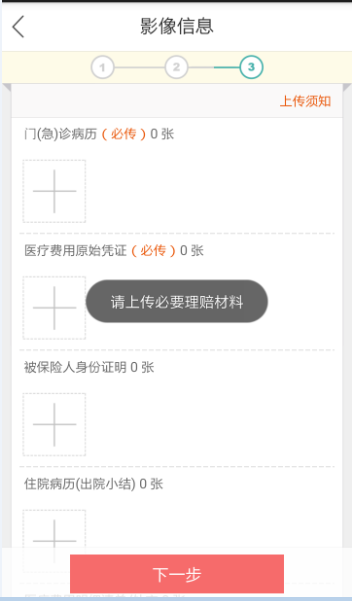 影像信息
1 2 3
上传须知
门(急)诊病历（必传）0 张
医疗费用原始凭证（必传）0 张
请上传必要理赔材料
被保险人身份证明 0 张
住院病历(出院小结) 0 张
下一步